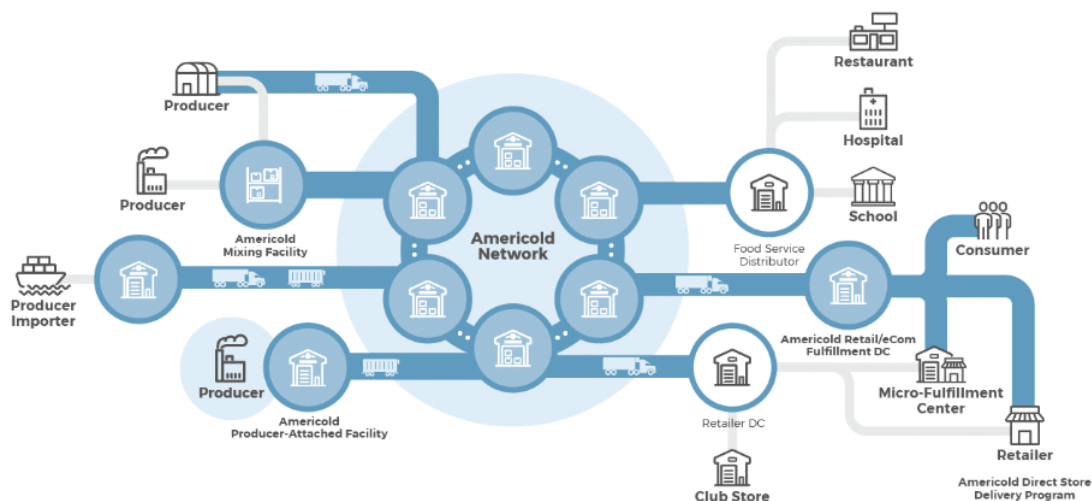 Producer
Producer
Americold
Mixing Facility
Producer
Importer
Producer
Americold
Producer-Attached Facility
Americold
Network
Restaurant
Hospital
School
Food Service
Distributor
Consumer
Americold Retail/eCom
Fulfillment DC
Micro-Fulfillment
Center
Retailer DC
Club Store
Retailer
Americold Direct Store
Delivery Program